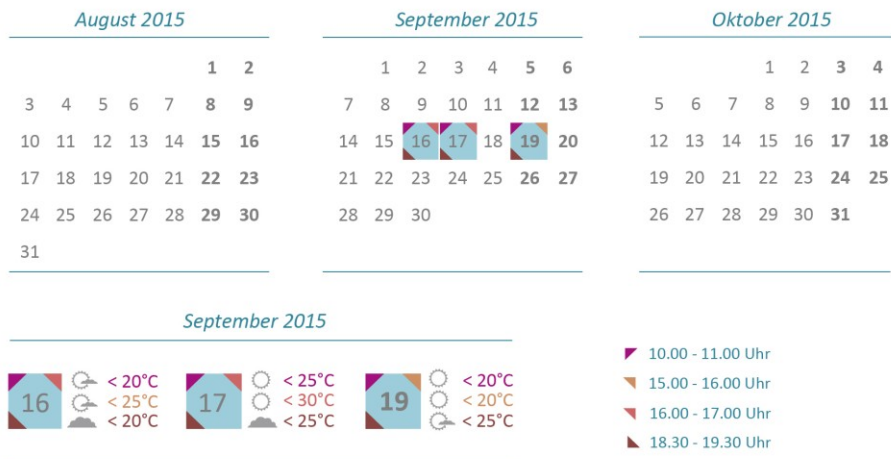 August 2015
1 2
3 4 5 6 7 8 9
10 11 12 13 14 15 16
17 18 19 20 21 22 23
24 25 26 27 28 29 30
31
September 2015
1 2 3 4 5 6
7 8 9 10 11 12 13
14 15 16 17 18 19 20
21 22 23 24 25 26 27
28 29 30
Oktober 2015
1 2 3 4
5 6 7 8 9 10 11
12 13 14 15 16 17 18
19 20 21 22 23 24 25
26 27 28 29 30 31
September 2015
16
< 20°C
< 25°C
< 20°C
17
< 25°C
< 30°C
< 25°C
19
< 20°C
< 20°C
< 25°C
10.00 - 11.00 Uhr
15.00 - 16.00 Uhr
16.00 - 17.00 Uhr
18.30 - 19.30 Uhr